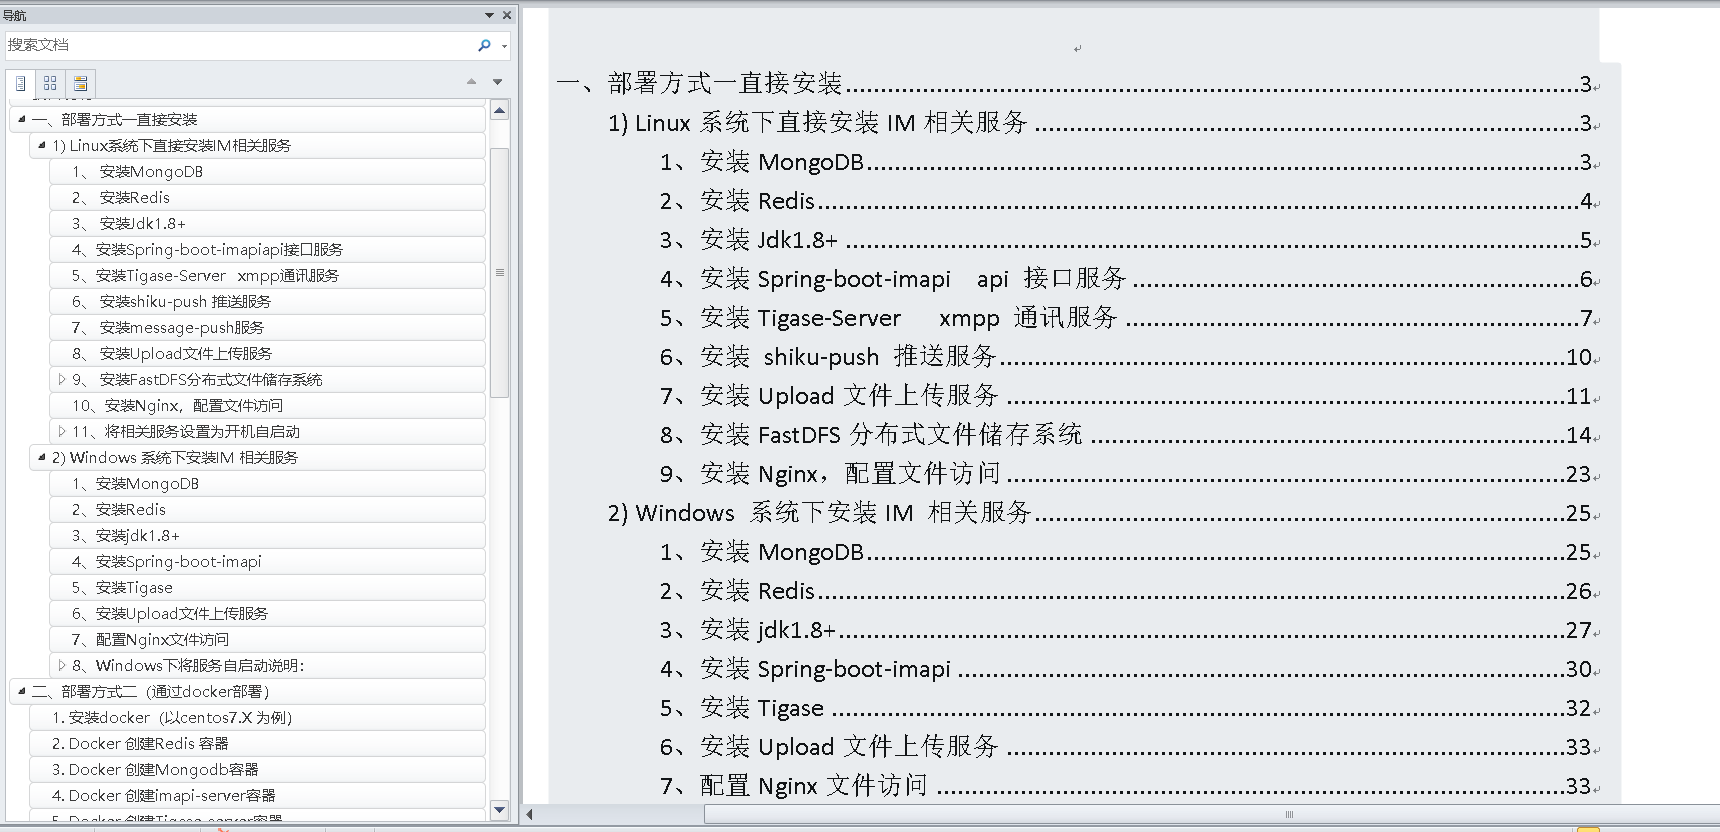 导航
搜索文档
一、部署方式一直接安装
1) Linux系统下直接安装IM相关服务
1、 安装MongoDB
2、 安装Redis
3、 安装Jdk1.8+
4、安装Spring-boot-imapiapi接口服务
5、安装Tigase-Server xmpp通讯服务
6、 安装shiku-push 推送服务
7、 安装message-push服务
8、 安装Upload文件上传服务
9、 安装FastDFS分布式文件储存系统
10、安装Nginx，配置文件访问
11、将相关服务设置为开机自启动
2) Windows 系统下安装IM 相关服务
1、安装MongoDB
2、安装Redis
3、安装jdk1.8+
4、安装Spring-boot-imapi
5、安装Tigase
6、安装Upload文件上传服务
7、配置Nginx文件访问
8、Windows下将服务自启动说明：
二、部署方式二（通过docker部署）
1. 安装docker（以centos7.X 为例）
2. Docker 创建Redis 容器
3. Docker 创建Mongodb容器
4. Docker 创建imapi-server容器
5. Docker 创建Tigase-server容器
一、部署方式一直接安装 3
1) Linux 系统下直接安装 IM 相关服务 3
1、安装 MongoDB 3
2、安装 Redis 4
3、安装 Jdk1.8+ 5
4、安装 Spring-boot-imapi api 接口服务 6
5、安装 Tigase-Server xmpp 通讯服务 7
6、安装 shiku-push 推送服务 10
7、安装 Upload 文件上传服务 11
8、安装 FastDFS 分布式文件储存系统 14
9、安装 Nginx，配置文件访问 23
2) Windows 系统下安装 IM 相关服务 25
1、安装 MongoDB 25
2、安装 Redis 26
3、安装 jdk1.8+ 27
4、安装 Spring-boot-imapi 30
5、安装 Tigase 32
6、安装 Upload 文件上传服务 33
7、配置 Nginx 文件访问 33